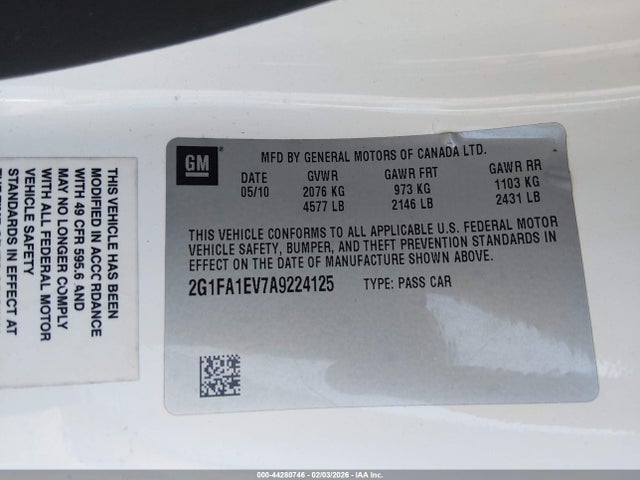 GM
MFD BY GENERAL MOTORS OF CANADA LTD.
DATE GVWR GAWR FRT GAWR RR
05/10 2076 KG 973 KG 1103 KG
4577 LB 2146 LB 2431 LB
THIS VEHICLE CONFORMS TO ALL APPLICABLE U.S. FEDERAL MOTOR
VEHICLE SAFETY, BUMPER, AND THEFT PREVENTION STANDARDS IN
EFFECT ON THE DATE OF MANUFACTURE SHOWN ABOVE.
2G1FA1EV7A9224125 TYPE: PASS CAR
THIS VEHICLE HAS BEEN
MODIFIED IN ACCCRDANCE
WITH 49 CFR 595.6 AND
MAY NO LONGER COMPLY
WITH ALL FEDERAL MOTOR
VEHICLE SAFETY
STANDARDS IN EFFECT AT
000-44280746 - 02/03/2026 - IAA Inc.